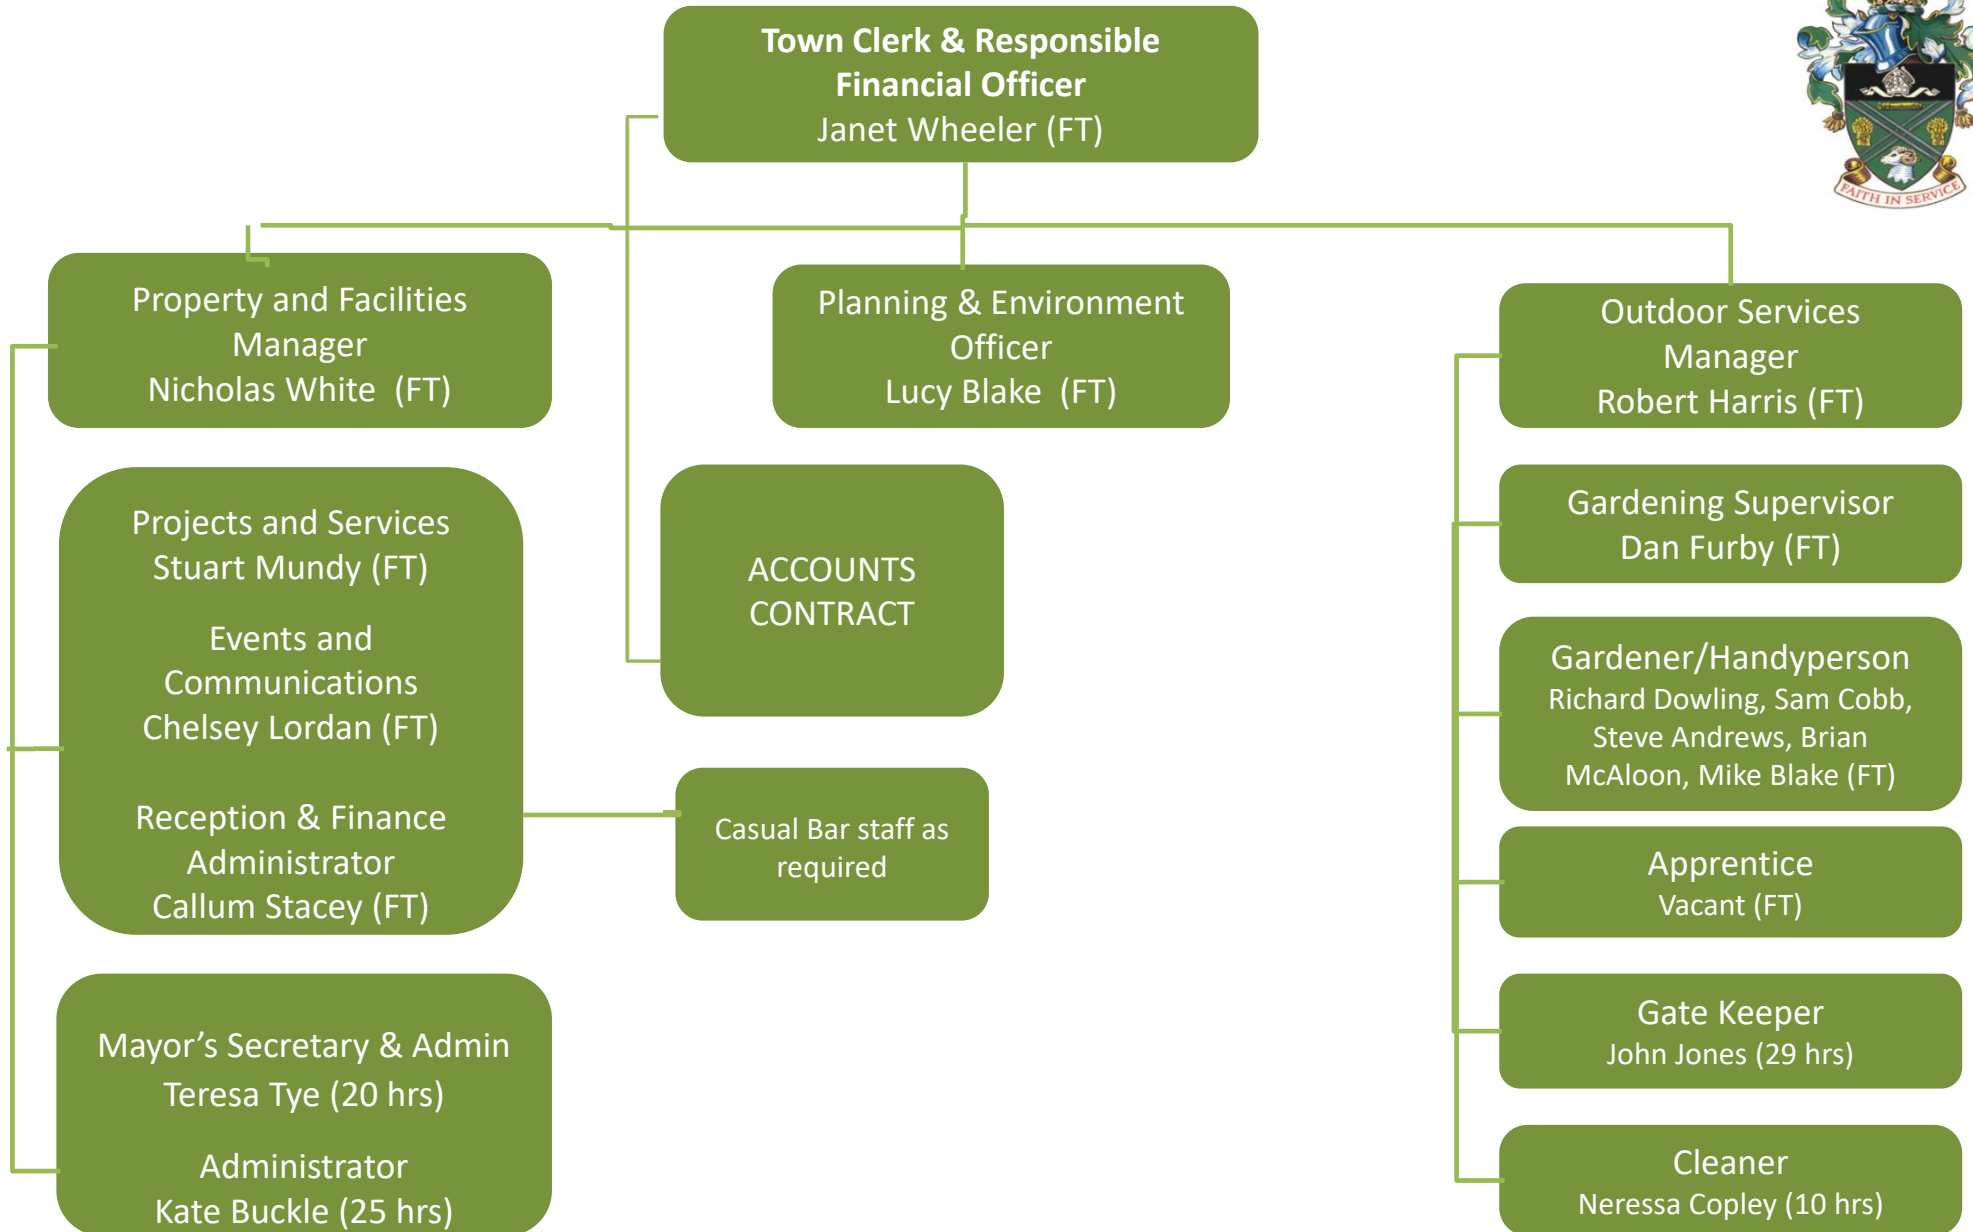 Town Clerk & Responsible
Financial Officer
Janet Wheeler (FT)
FAITH IN SERVICE
Property and Facilities
Manager
Nicholas White (FT)
Planning & Environment
Officer
Lucy Blake (FT)
Outdoor Services
Manager
Robert Harris (FT)
Projects and Services
Stuart Mundy (FT)
Events and
Communications
Chelsey Lordan (FT)
Reception & Finance
Administrator
Callum Stacey (FT)
ACCOUNTS
CONTRACT
Casual Bar staff as
required
Mayor’s Secretary & Admin
Teresa Tye (20 hrs)
Administrator
Kate Buckle (25 hrs)
Gardening Supervisor
Dan Furby (FT)
Gardener/Handyperson
Richard Dowling, Sam Cobb,
Steve Andrews, Brian
McAloon, Mike Blake (FT)
Apprentice
Vacant (FT)
Gate Keeper
John Jones (29 hrs)
Cleaner
Neressa Copley (10 hrs)